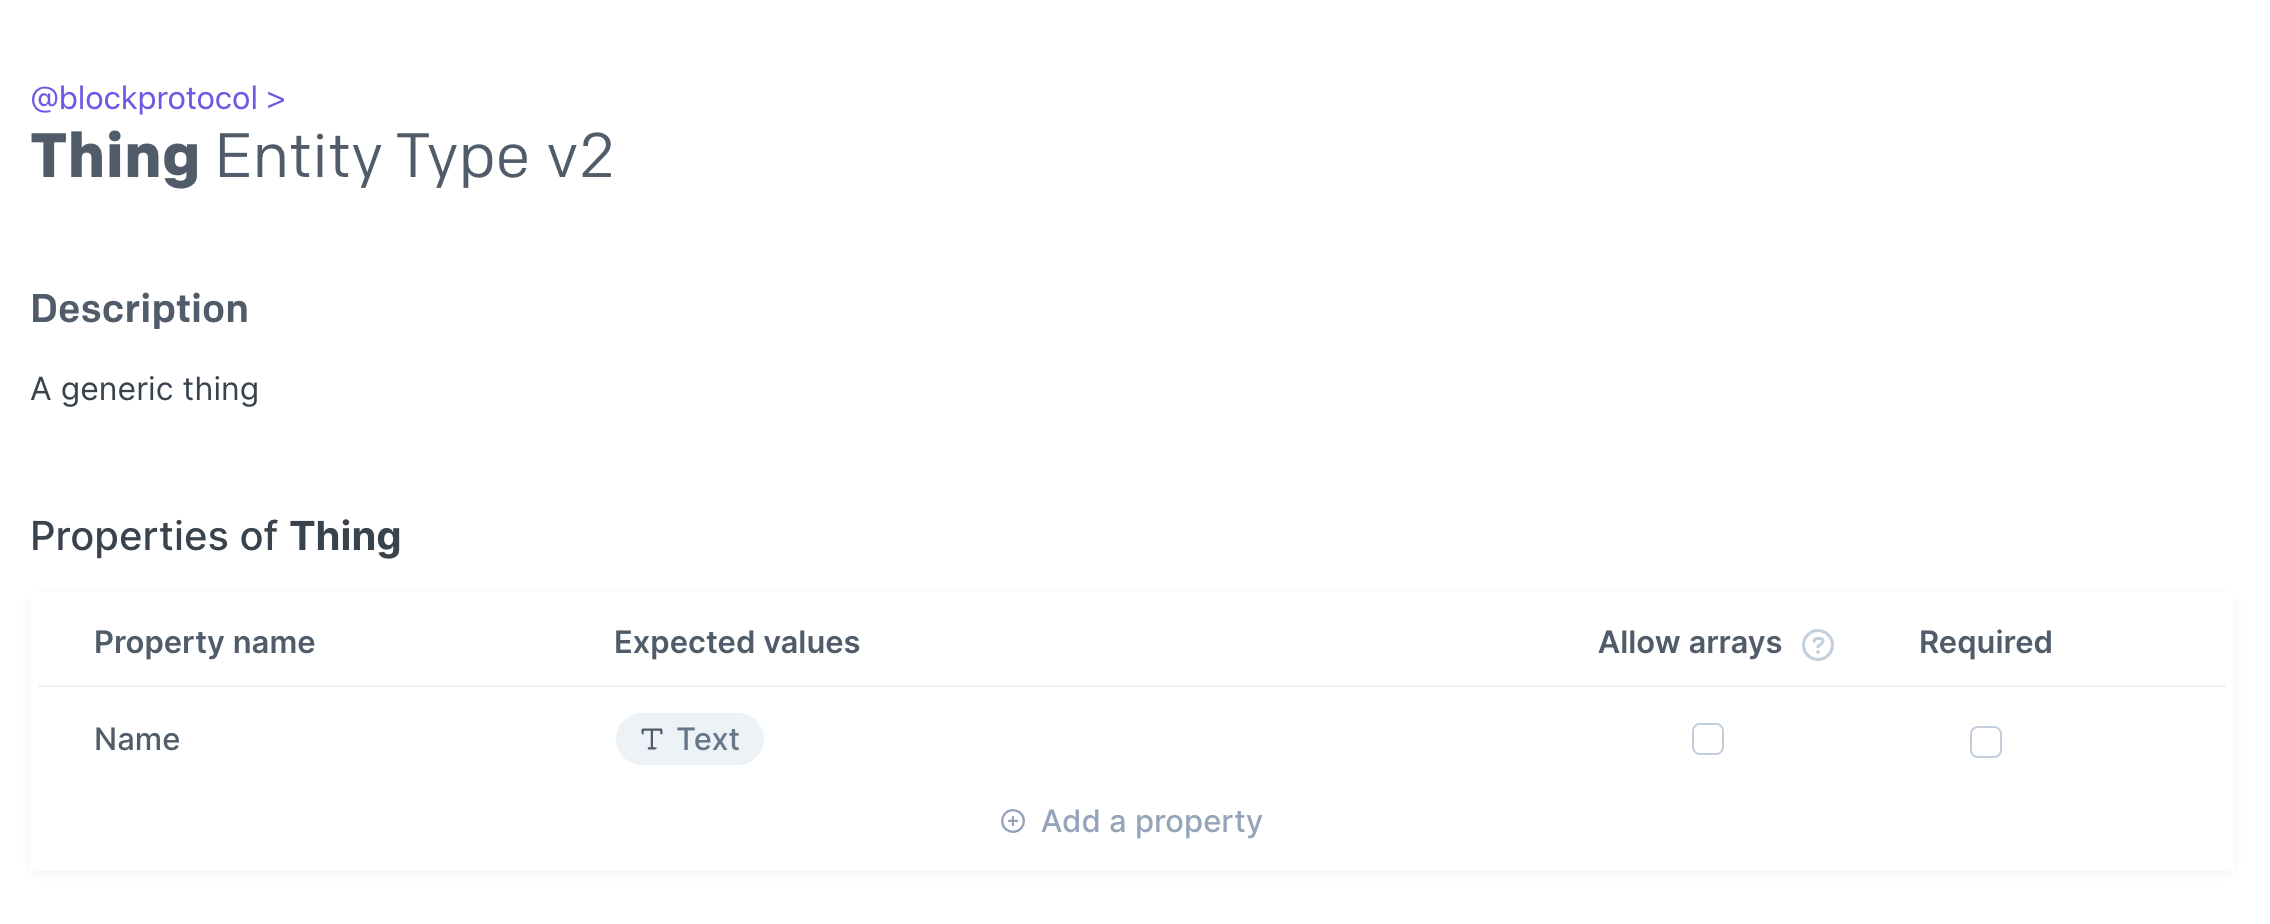 @blockprotocol >
Thing Entity Type v2
Description
A generic thing
Properties of Thing
Property name Expected values Allow arrays ? Required
Name T Text
Add a property